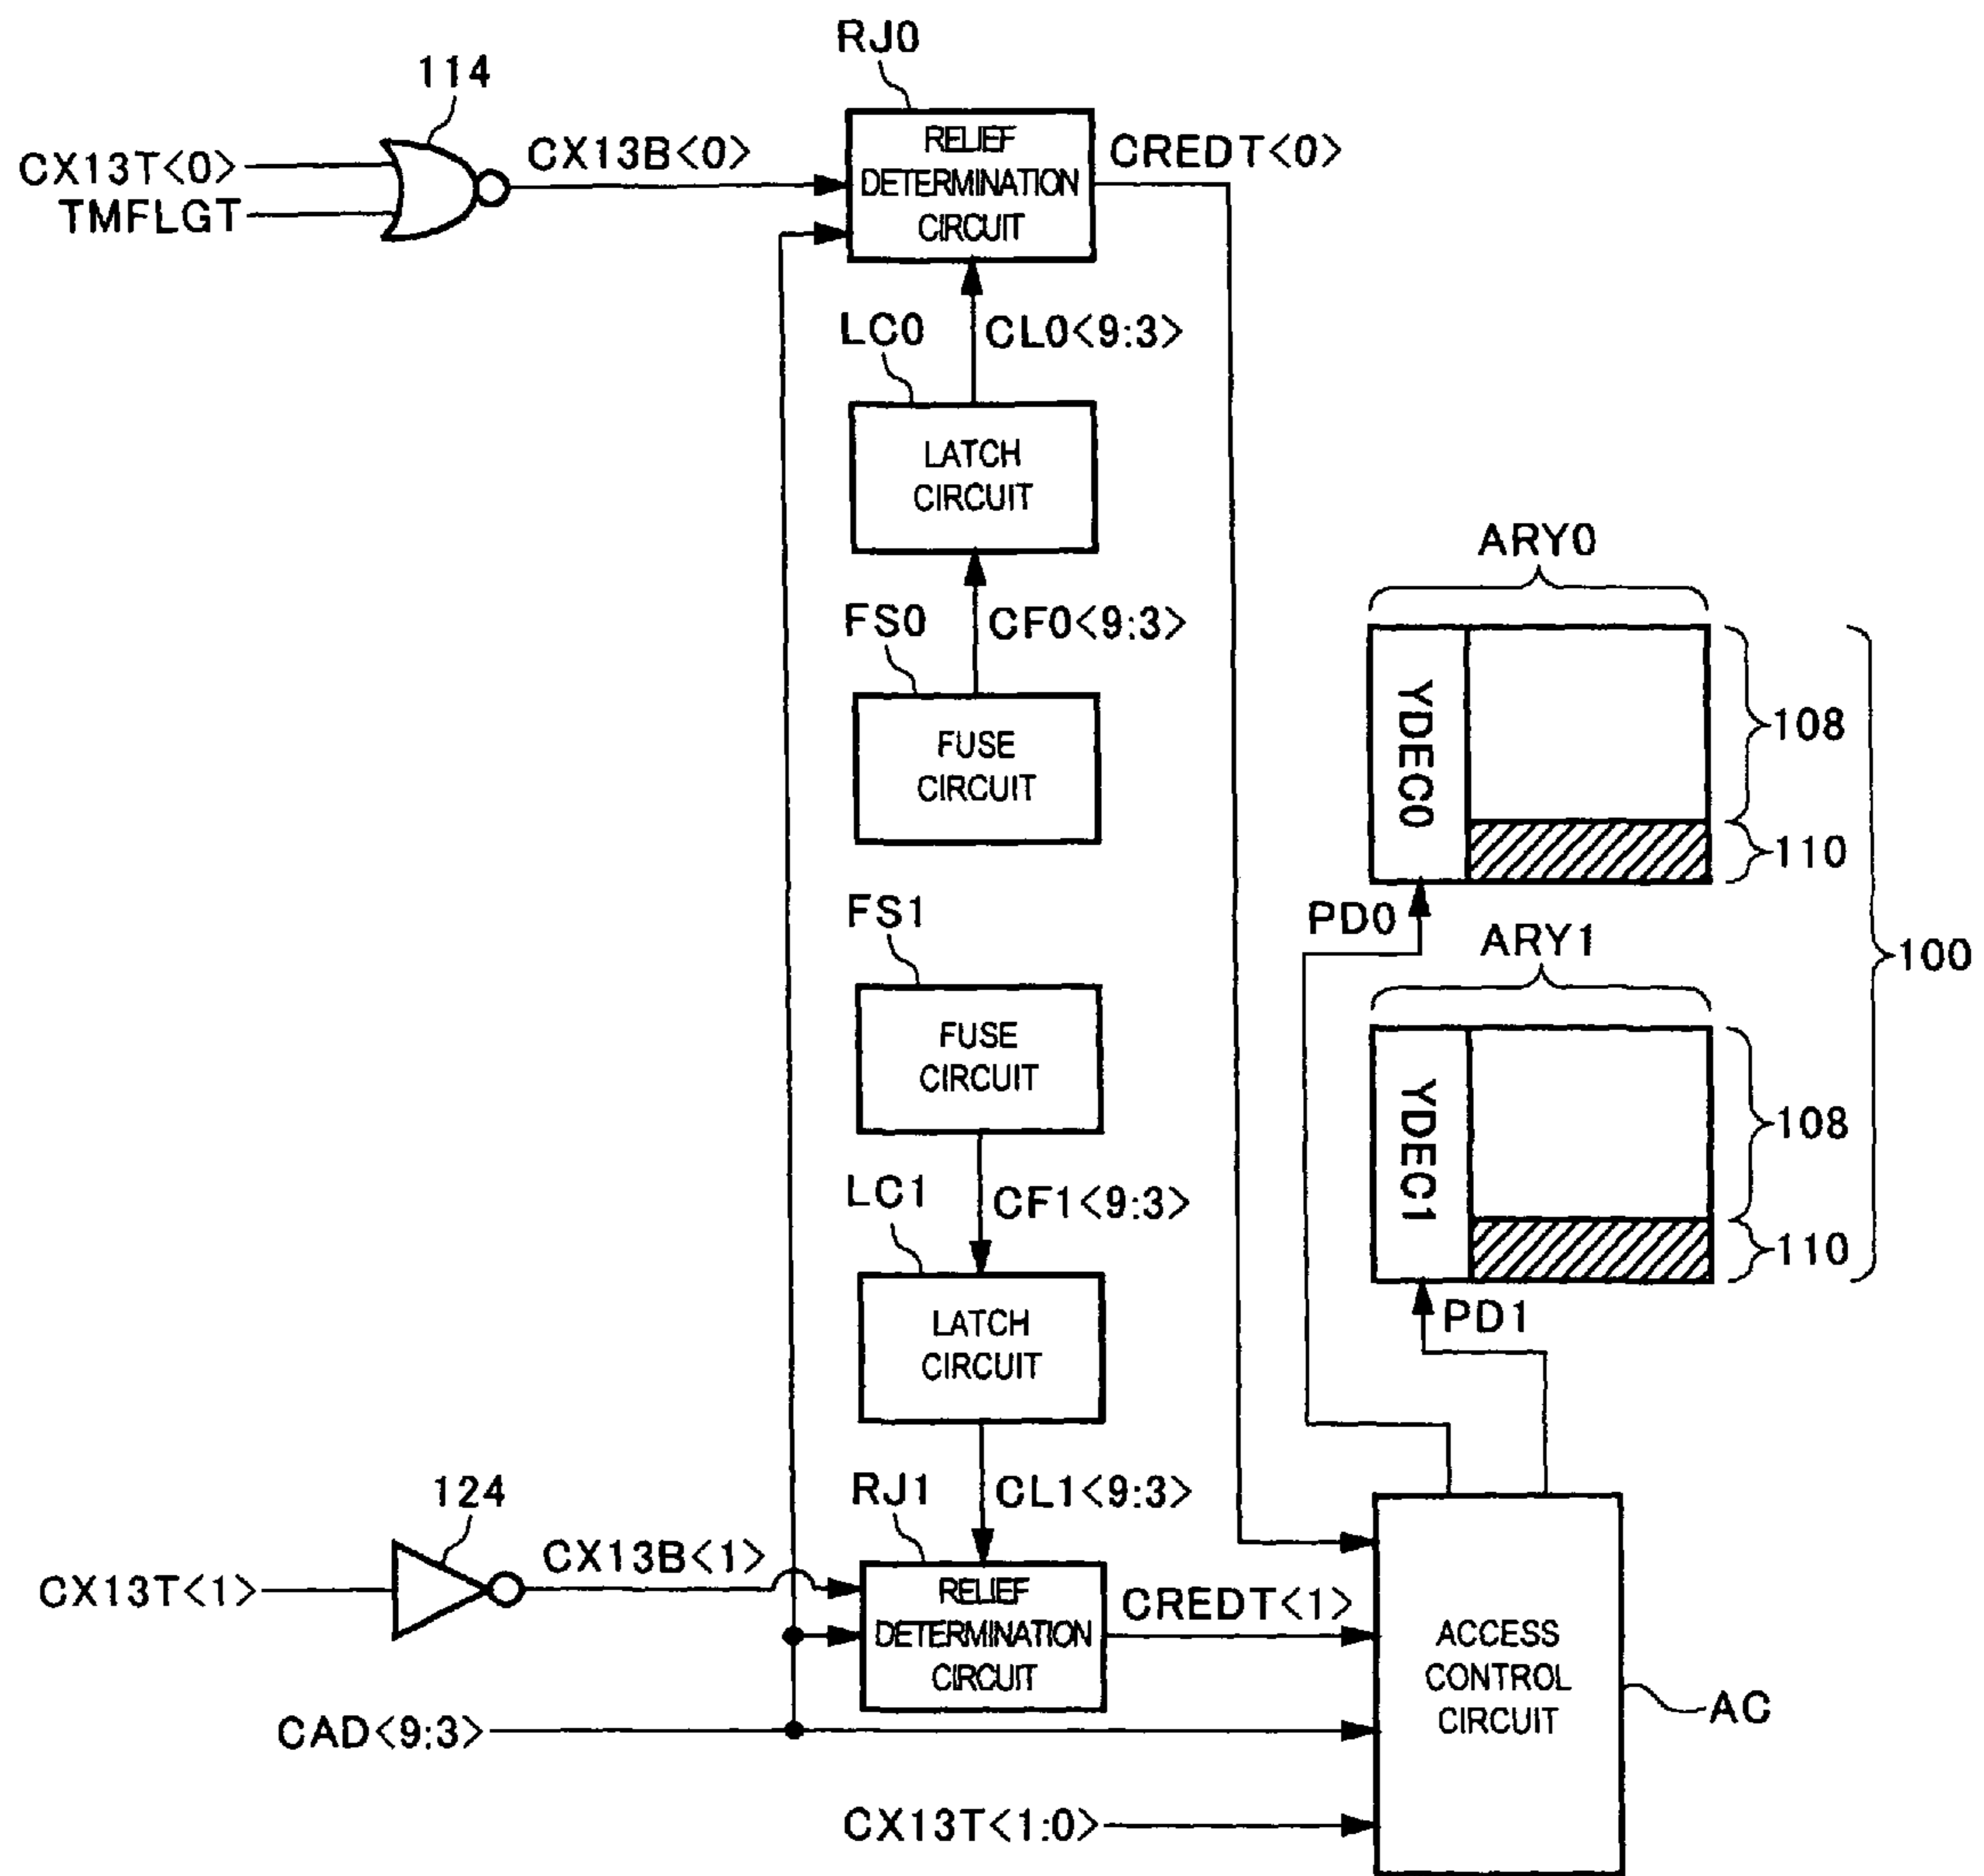 RJ0
114
CX13T<0>
TMFLGT
CX13B<0>
RELIEF
DETERMINATION
CIRCUIT
CREDT<0>
LC0
CL0<9:3>
LATCH
CIRCUIT
FS0
CF0<9:3>
FUSE
CIRCUIT
ARY0
YDEC0
108
110
PD0
100
FS1
FUSE
CIRCUIT
ARY1
YDEC1
108
110
PD1
LC1
CF1<9:3>
LATCH
CIRCUIT
RJ1
CL1<9:3>
124
CX13T<1>
CX13B<1>
RELIEF
DETERMINATION
CIRCUIT
CREDT<1>
ACCESS
CONTROL
CIRCUIT
AC
CAD<9:3>
CX13T<1:0>